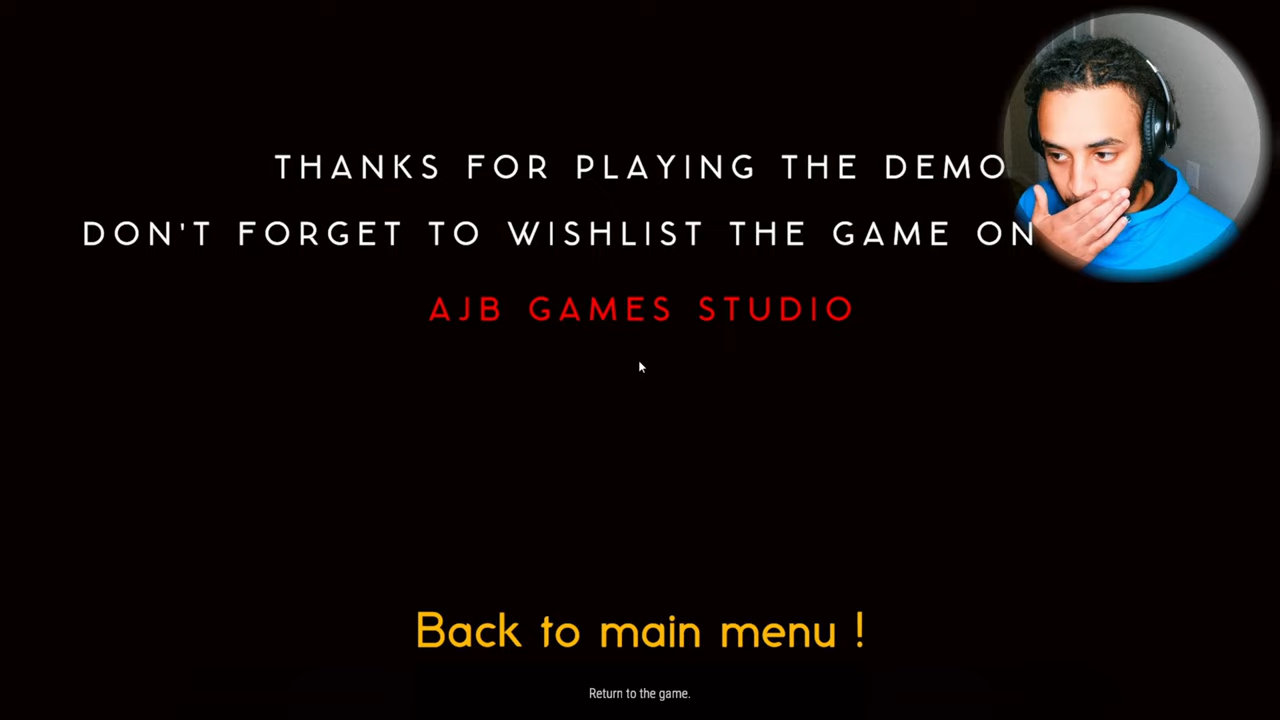 THANKS FOR PLAYING THE DEMO
DON'T FORGET TO WISHLIST THE GAME ON
AJB GAMES STUDIO
Back to main menu !
Return to the game.